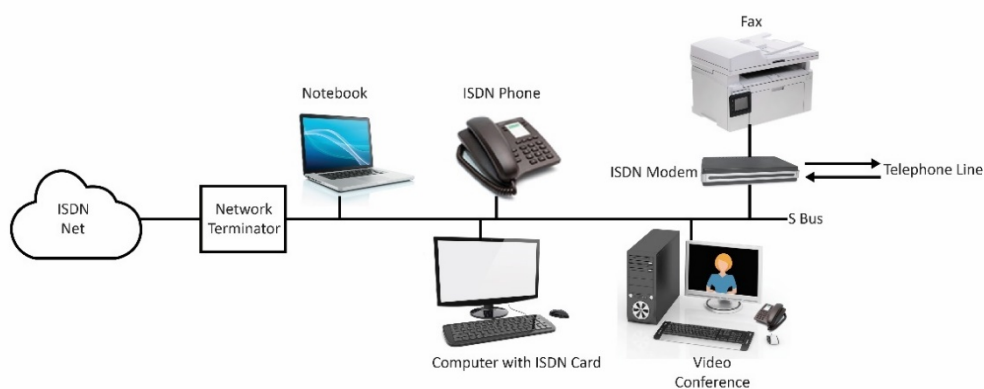 Fax
Notebook
ISDN Phone
ISDN Modem
Telephone Line
ISDN
Net
Network
Terminator
S Bus
Computer with ISDN Card
Video
Conference